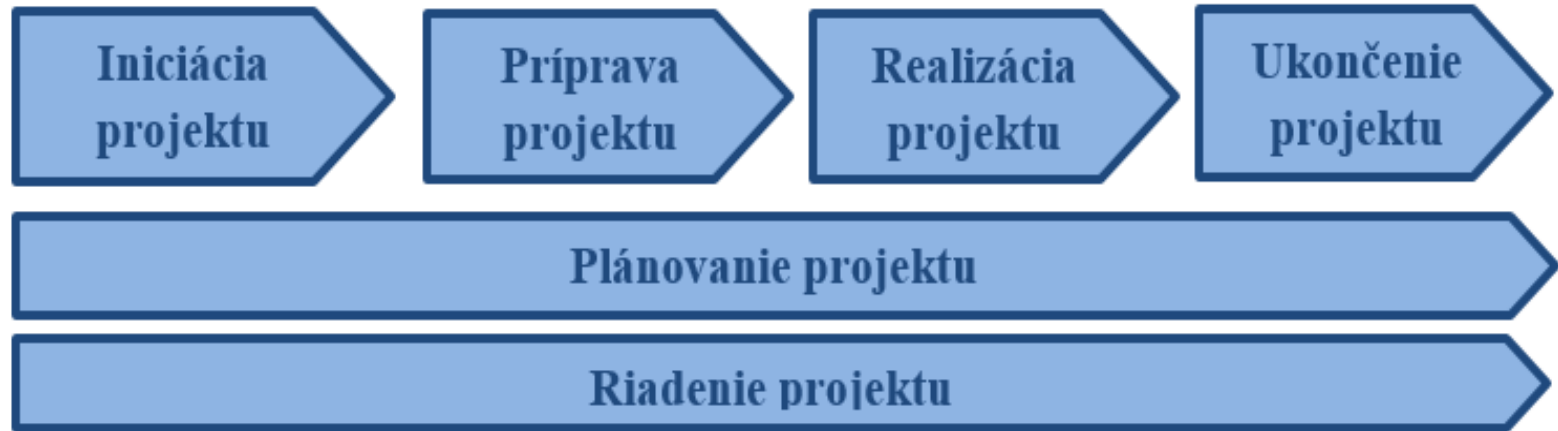 Iniciácia
projektu
Príprava
projektu
Realizácia
projektu
Ukončenie
projektu
Plánovanie projektu
Riadenie projektu